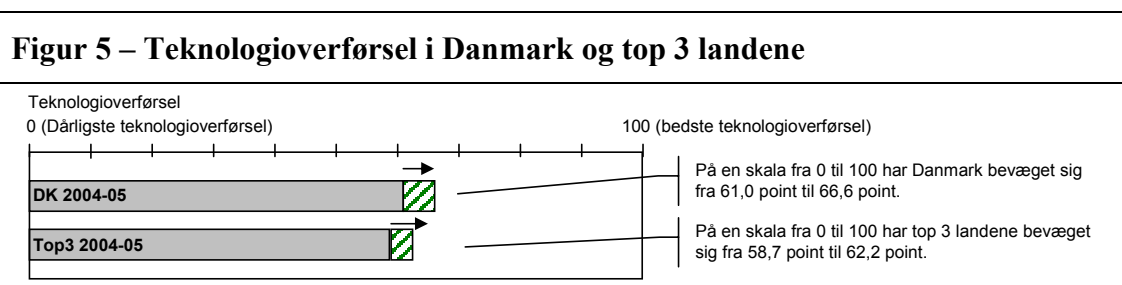 Figur 5 – Teknologioverførsel i Danmark og top 3 landene
Teknologioverførsel
0 (Dårligste teknologioverførsel)
100 (bedste teknologioverførsel)
DK 2004-05
På en skala fra 0 til 100 har Danmark bevæget sig
fra 61,0 point til 66,6 point.
Top3 2004-05
På en skala fra 0 til 100 har top 3 landene bevæget
sig fra 58,7 point til 62,2 point.